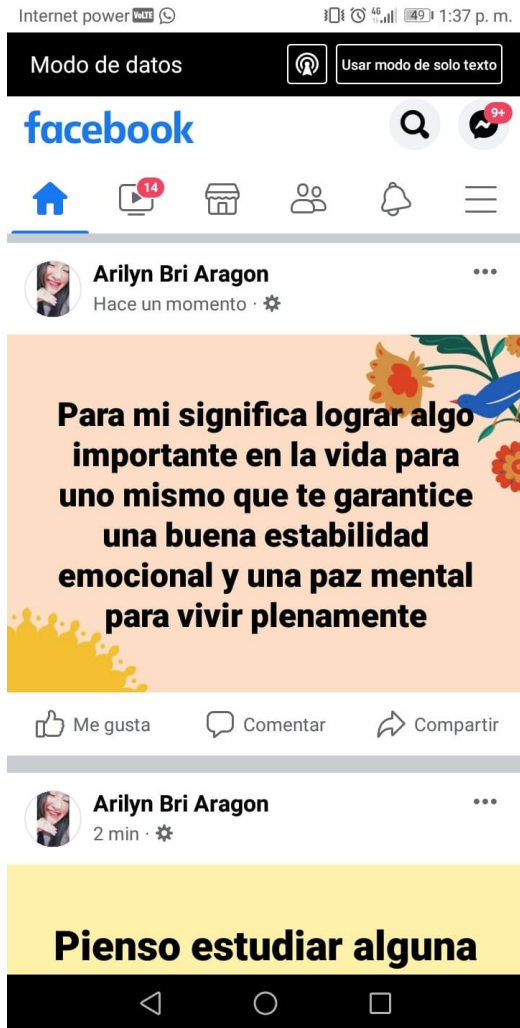 Internet power VoLTE
46 49 1:37 p. m.
Modo de datos
Usar modo de solo texto
facebook
9+
14
Arilyn Bri Aragon
Hace un momento ·
Para mi significa lograr algo
importante en la vida para
uno mismo que te garantice
una buena estabilidad
emocional y una paz mental
para vivir plenamente
Me gusta
Comentar
Compartir
Arilyn Bri Aragon
2 min ·
Pienso estudiar alguna